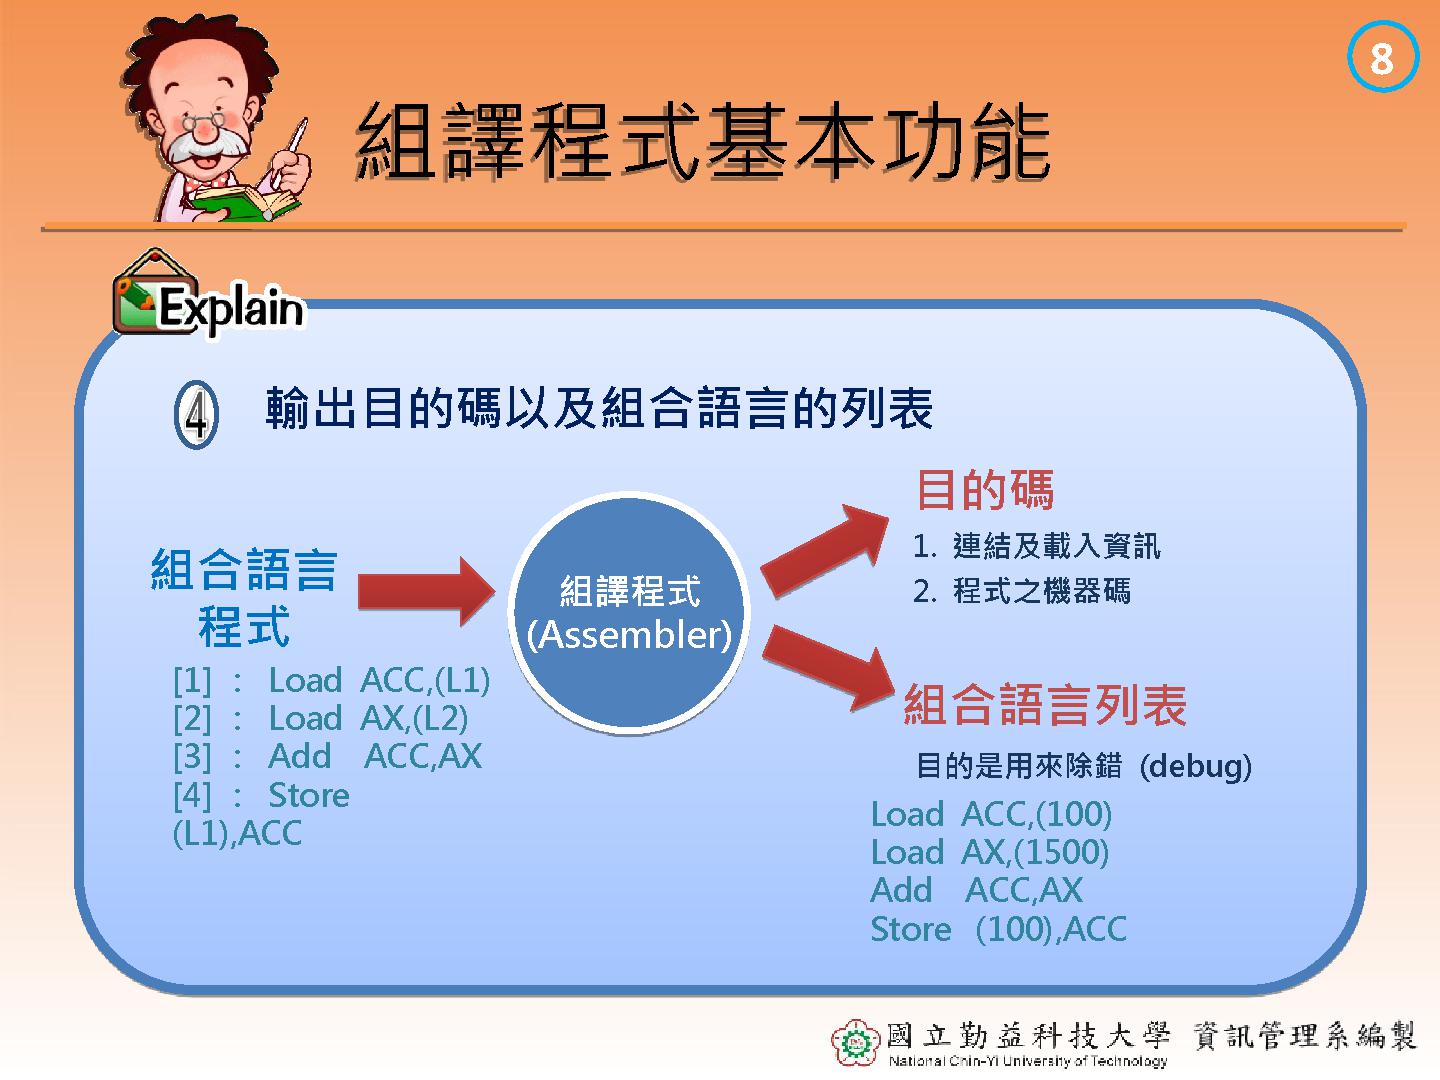 8
組譯程式基本功能
Explain
4 輸出目的碼以及組合語言的列表
組合語言
程式
[1] : Load ACC,(L1)
[2] : Load AX,(L2)
[3] : Add ACC,AX
[4] : Store
(L1),ACC
組譯程式
(Assembler)
目的碼
1. 連結及載入資訊
2. 程式之機器碼
組合語言列表
目的是用來除錯 (debug)
Load ACC,(100)
Load AX,(1500)
Add ACC,AX
Store (100),ACC
國立勤益科技大學 資訊管理系編製
National Chin-Yi University of Technology